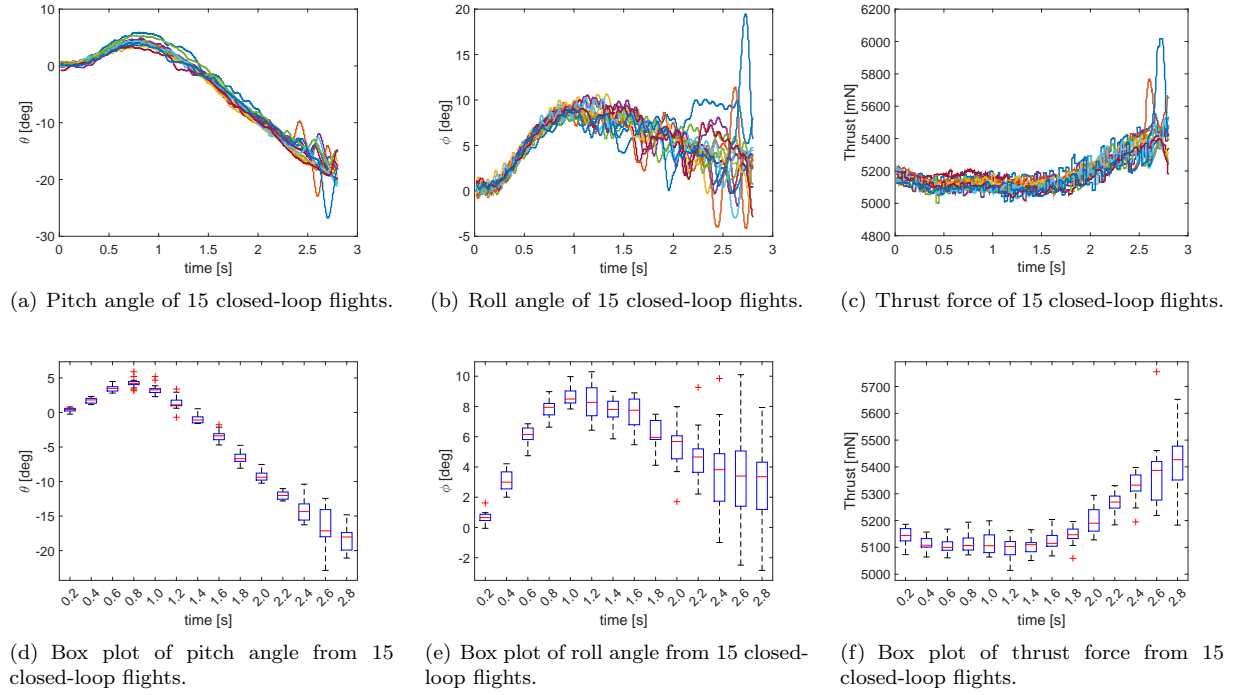 10
0
-10
-20
-30
θ [deg]
0 0.5 1 1.5 2 2.5 3
time [s]
(a) Pitch angle of 15 closed-loop flights.
20
15
10
5
0
-5
ϕ [deg]
0 0.5 1 1.5 2 2.5 3
time [s]
(b) Roll angle of 15 closed-loop flights.
6200
6000
5800
5600
5400
5200
5000
4800
Thrust [mN]
0 0.5 1 1.5 2 2.5 3
time [s]
(c) Thrust force of 15 closed-loop flights.
5
0
-5
-10
-15
-20
θ [deg]
0.2 0.4 0.6 0.8 1.0 1.2 1.4 1.6 1.8 2.0 2.2 2.4 2.6 2.8
time [s]
(d) Box plot of pitch angle from 15
closed-loop flights.
10
8
6
4
2
0
-2
ϕ [deg]
0.2 0.4 0.6 0.8 1.0 1.2 1.4 1.6 1.8 2.0 2.2 2.4 2.6 2.8
time [s]
(e) Box plot of roll angle from 15 closed-
loop flights.
5700
5600
5500
5400
5300
5200
5100
5000
Thrust [mN]
0.2 0.4 0.6 0.8 1.0 1.2 1.4 1.6 1.8 2.0 2.2 2.4 2.6 2.8
time [s]
(f) Box plot of thrust force from 15
closed-loop flights.